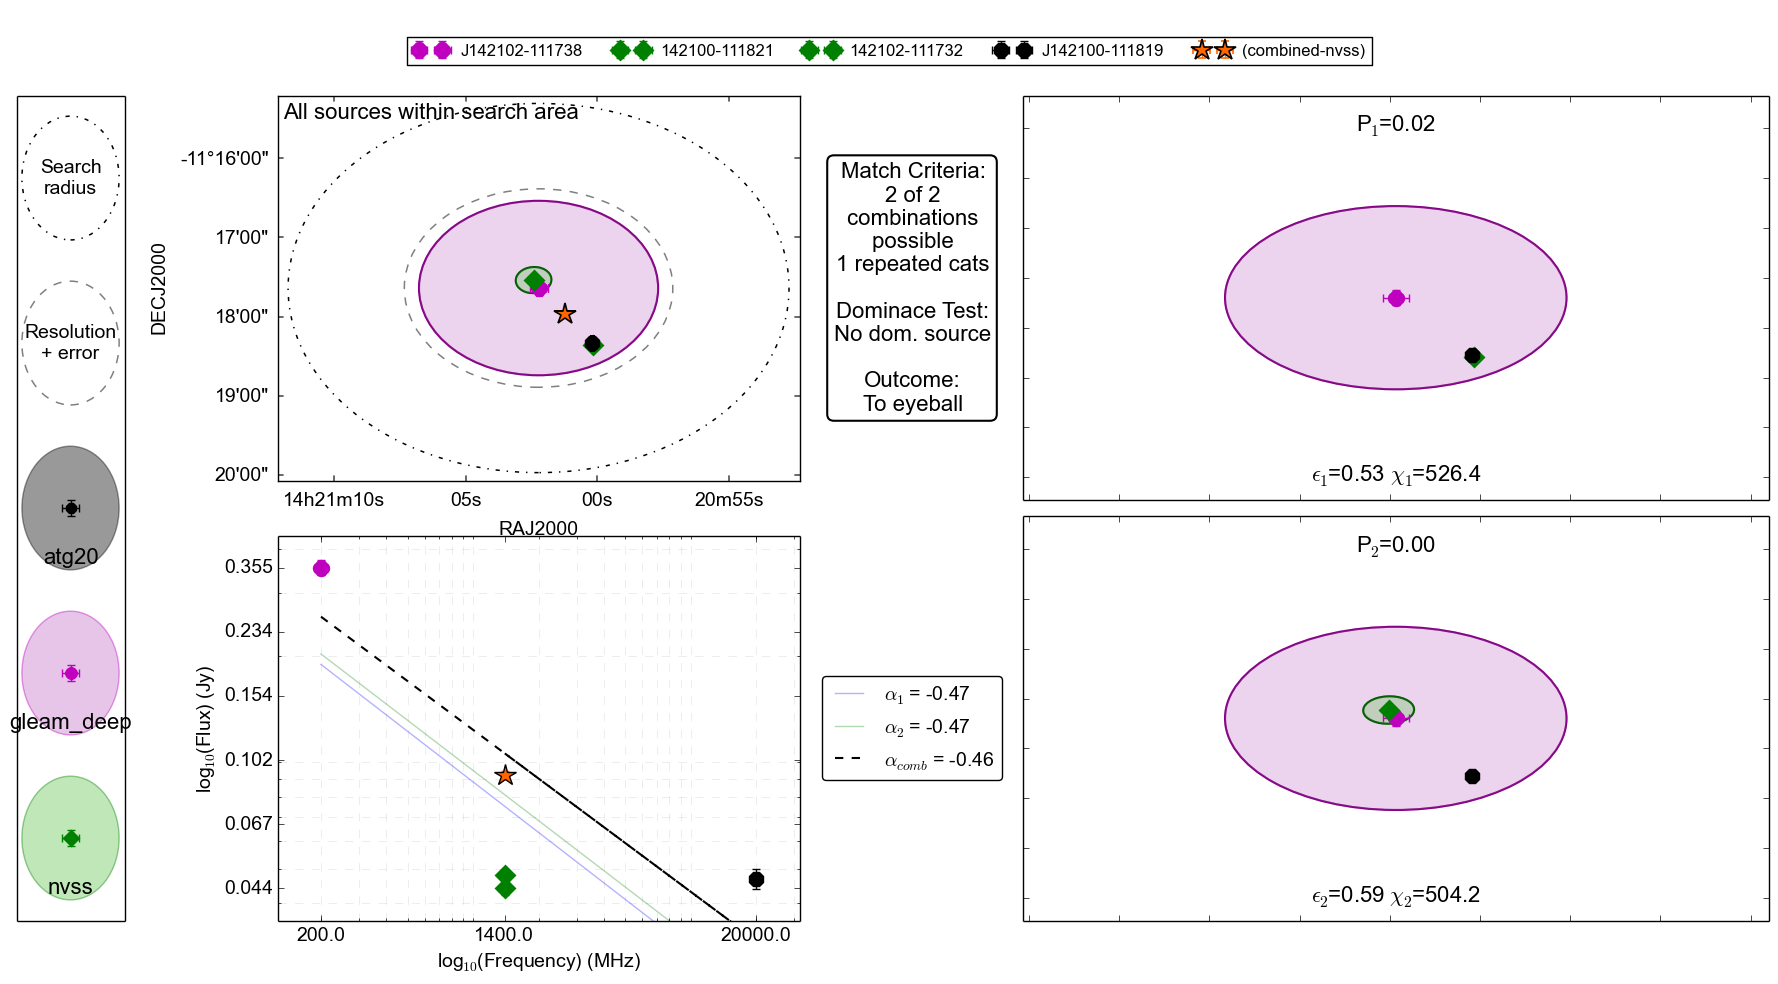 J142102-111738 142100-111821 142102-111732 J142100-111819 (combined-nvss)
Search
radius
Resolution
+ error
atg20
gleam_deep
nvss
All sources within search area
DECJ2000
-11°16'00"
17'00"
18'00"
19'00"
20'00"
14h21m10s 05s 00s 20m55s
RAJ2000
Match Criteria:
2 of 2
combinations
possible
1 repeated cats
Dominace Test:
No dom. source
Outcome:
To eyeball
P1=0.02
ϵ1=0.53 χ1=526.4
log10(Flux) (Jy)
0.355
0.234
0.154
0.102
0.067
0.044
200.0 1400.0 20000.0
log10(Frequency) (MHz)
α1 = -0.47
α2 = -0.47
αcomb = -0.46
P2=0.00
ϵ2=0.59 χ2=504.2